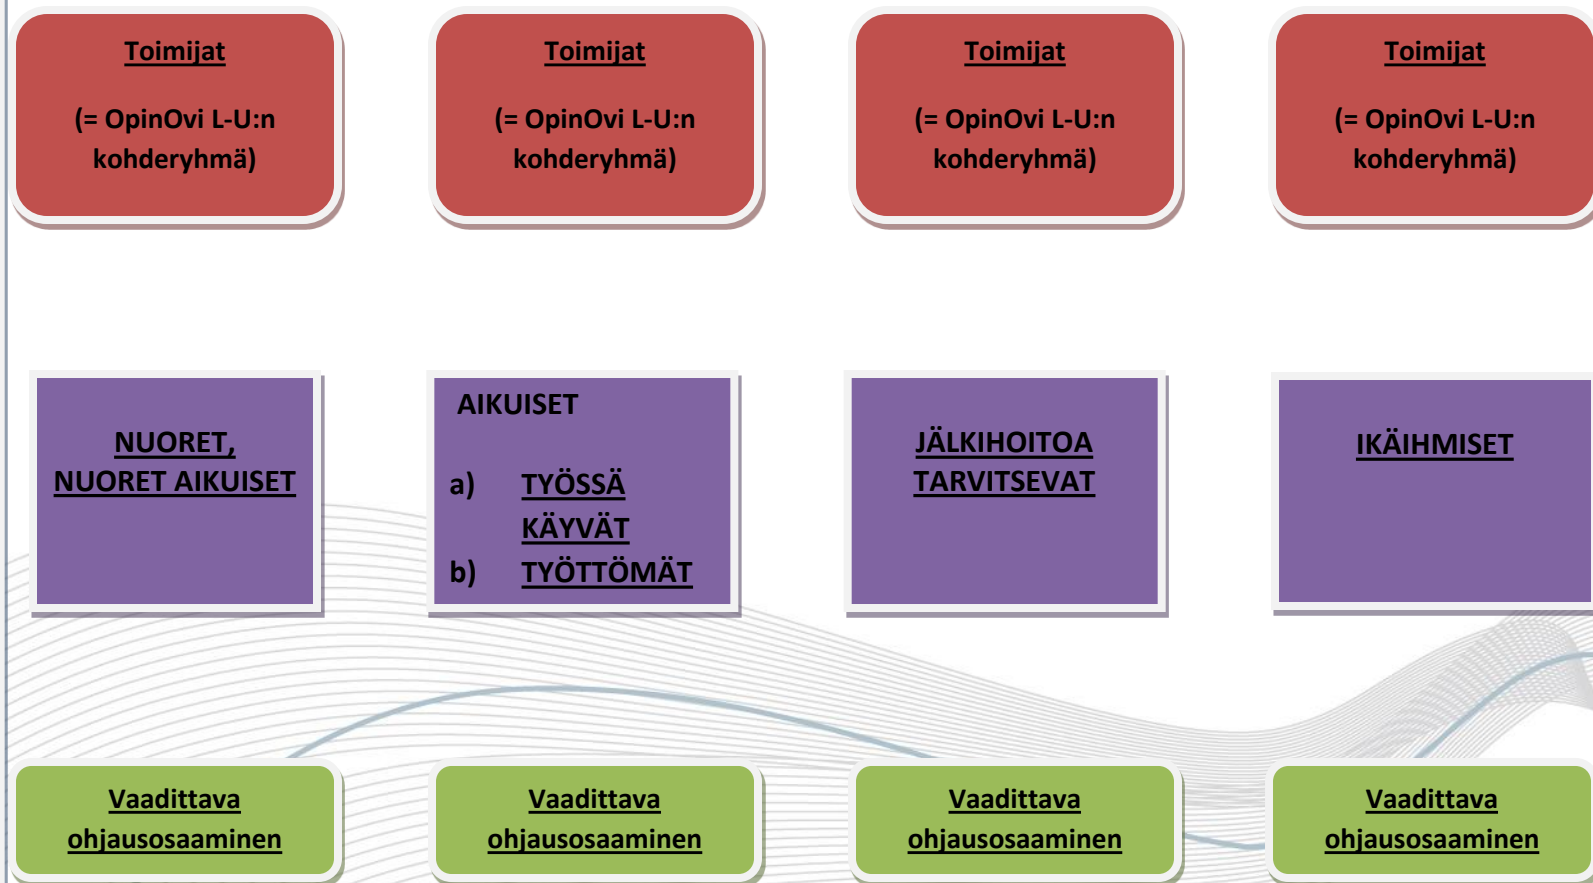 Toimijat
(= OpinOvi L-U:n
kohderyhmä)
Toimijat
(= OpinOvi L-U:n
kohderyhmä)
Toimijat
(= OpinOvi L-U:n
kohderyhmä)
Toimijat
(= OpinOvi L-U:n
kohderyhmä)
NUORET,
NUORET AIKUISET
AIKUISET
a) TYÖSSÄ
KÄYVÄT
b) TYÖTTÖMÄT
JÄLKIHOITOA
TARVITSEVAT
IKÄIHMISET
Vaadittava
ohjausosaaminen
Vaadittava
ohjausosaaminen
Vaadittava
ohjausosaaminen
Vaadittava
ohjausosaaminen